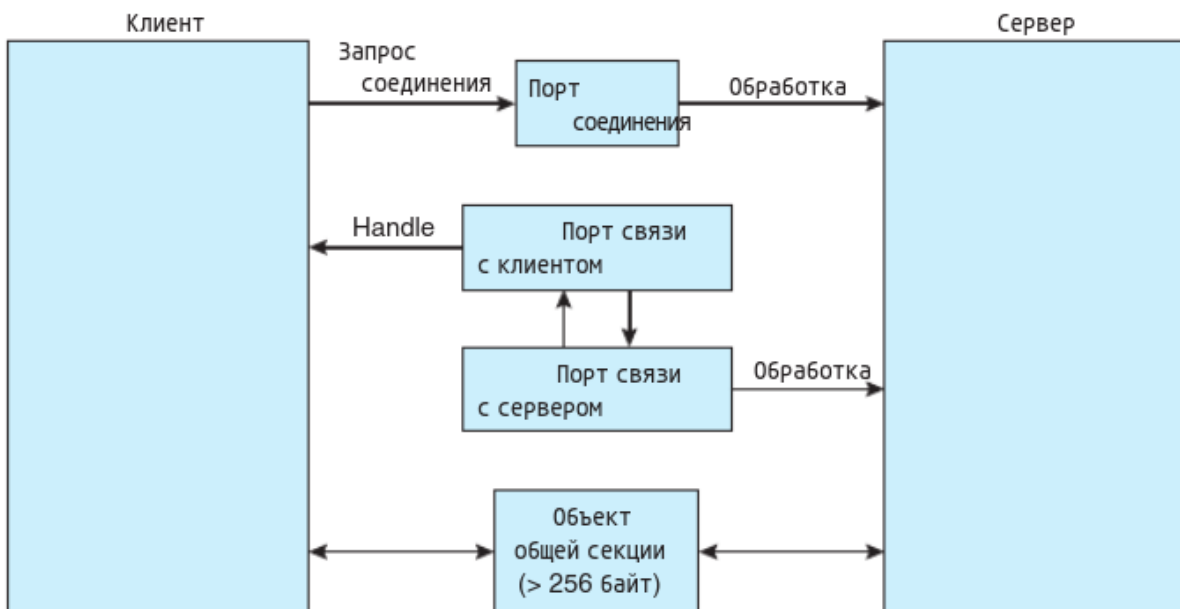 Клиент
Сервер
Запрос
соединения
Порт
соединения
Обработка
Handle
Порт связи
с клиентом
Порт связи
с сервером
Обработка
Объект
общей секции
(> 256 байт)